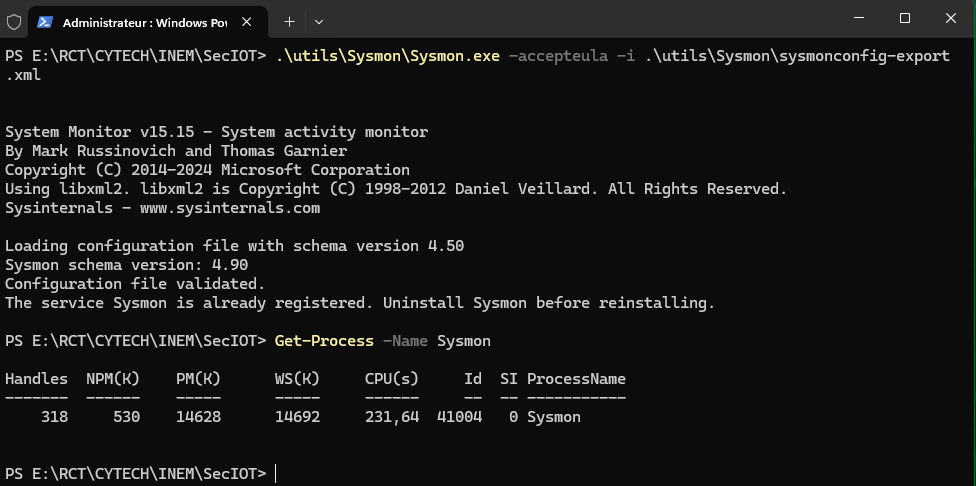 Administrateur : Windows Pow
PS E:\RCT\CYTECH\INEM\SecIOT> .\utils\Sysmon\Sysmon.exe -accepteula -i .\utils\Sysmon\sysmonconfig-export
.xml
System Monitor v15.15 - System activity monitor
By Mark Russinovich and Thomas Garnier
Copyright (C) 2014-2024 Microsoft Corporation
Using libxml2. libxml2 is Copyright (C) 1998-2012 Daniel Veillard. All Rights Reserved.
Sysinternals - www.sysinternals.com
Loading configuration file with schema version 4.50
Sysmon schema version: 4.90
Configuration file validated.
The service Sysmon is already registered. Uninstall Sysmon before reinstalling.
PS E:\RCT\CYTECH\INEM\SecIOT> Get-Process -Name Sysmon
Handles  NPM(K)    PM(K)      WS(K)     CPU(s)     Id  SI ProcessName
-------  ------    -----      -----     ------     --  -- -----------
    318     530    14628      14692     231,64  41004   0 Sysmon
PS E:\RCT\CYTECH\INEM\SecIOT>